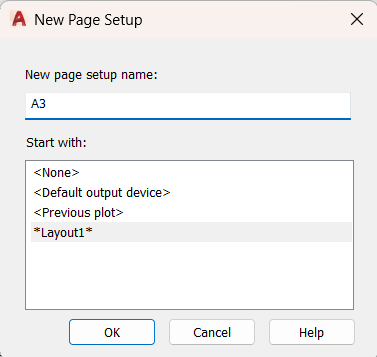 New Page Setup
New page setup name:
A3
Start with:
<None>
<Default output device>
<Previous plot>
*Layout1*
OK
Cancel
Help